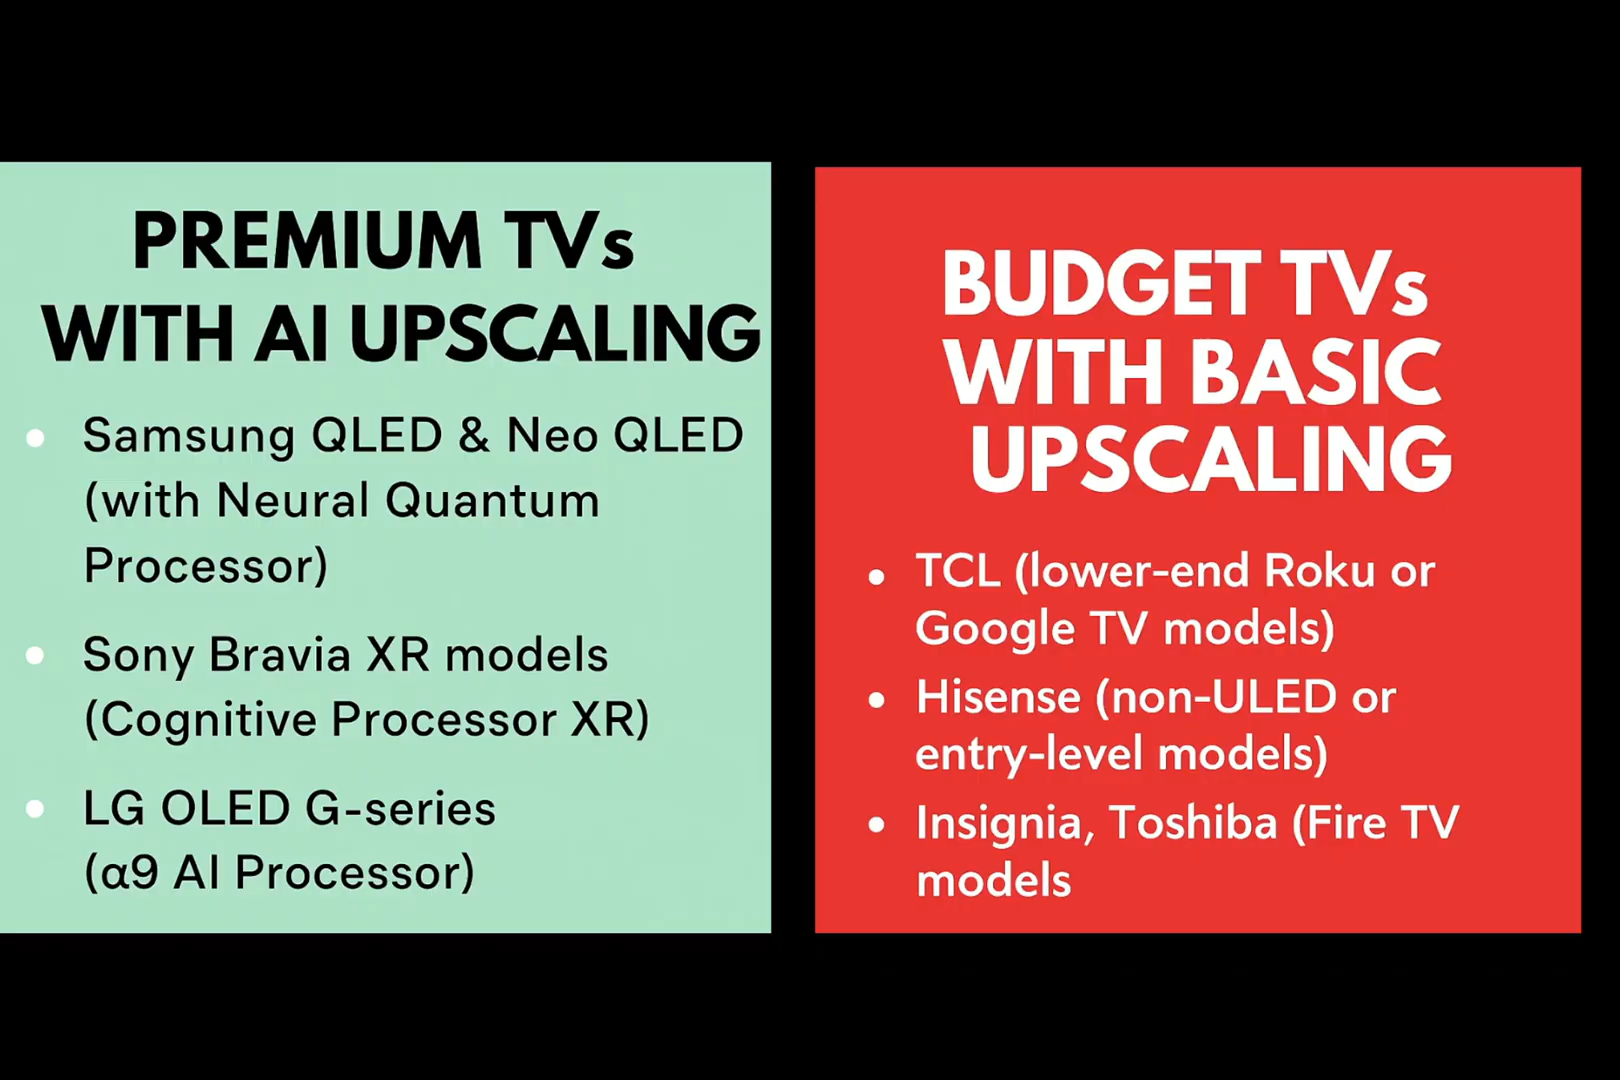 PREMIUM TVs
WITH AI UPSCALING
• Samsung QLED & Neo QLED
(with Neural Quantum
Processor)
• Sony Bravia XR models
(Cognitive Processor XR)
• LG OLED G-series
(α9 AI Processor)
BUDGET TVs
WITH BASIC
UPSCALING
• TCL (lower-end Roku or
Google TV models)
• Hisense (non-ULED or
entry-level models)
• Insignia, Toshiba (Fire TV
models